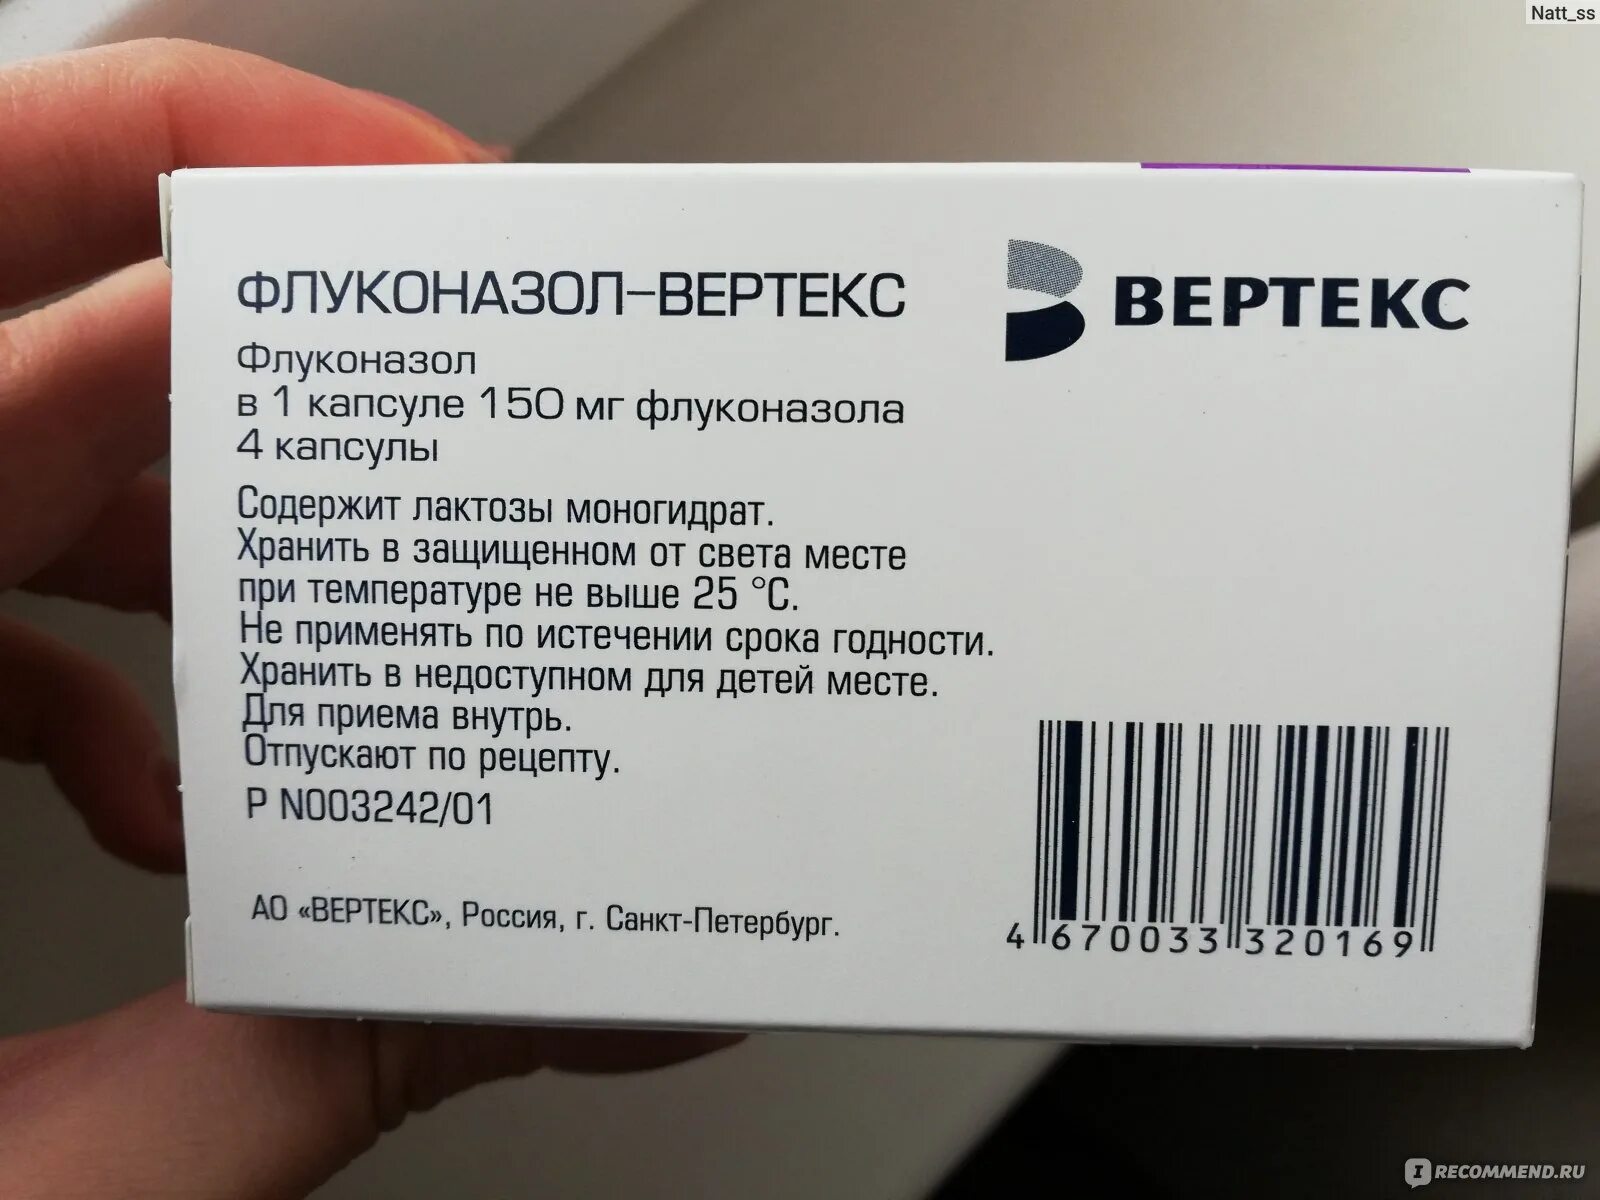 Natt_ss
ФЛУКОНАЗОЛ-ВЕРТЕКС
ВЕРТЕКС
Флуконазол
в 1 капсуле 150 мг флуконазола
4 капсулы
Содержит лактозы моногидрат.
Хранить в защищенном от света месте
при температуре не выше 25 °С.
Не применять по истечении срока годности.
Хранить в недоступном для детей месте.
Для приема внутрь.
Отпускают по рецепту.
Р N003242/01
АО «ВЕРТЕКС», Россия, г. Санкт-Петербург.
4 670033 320169
IRECOMMEND.RU